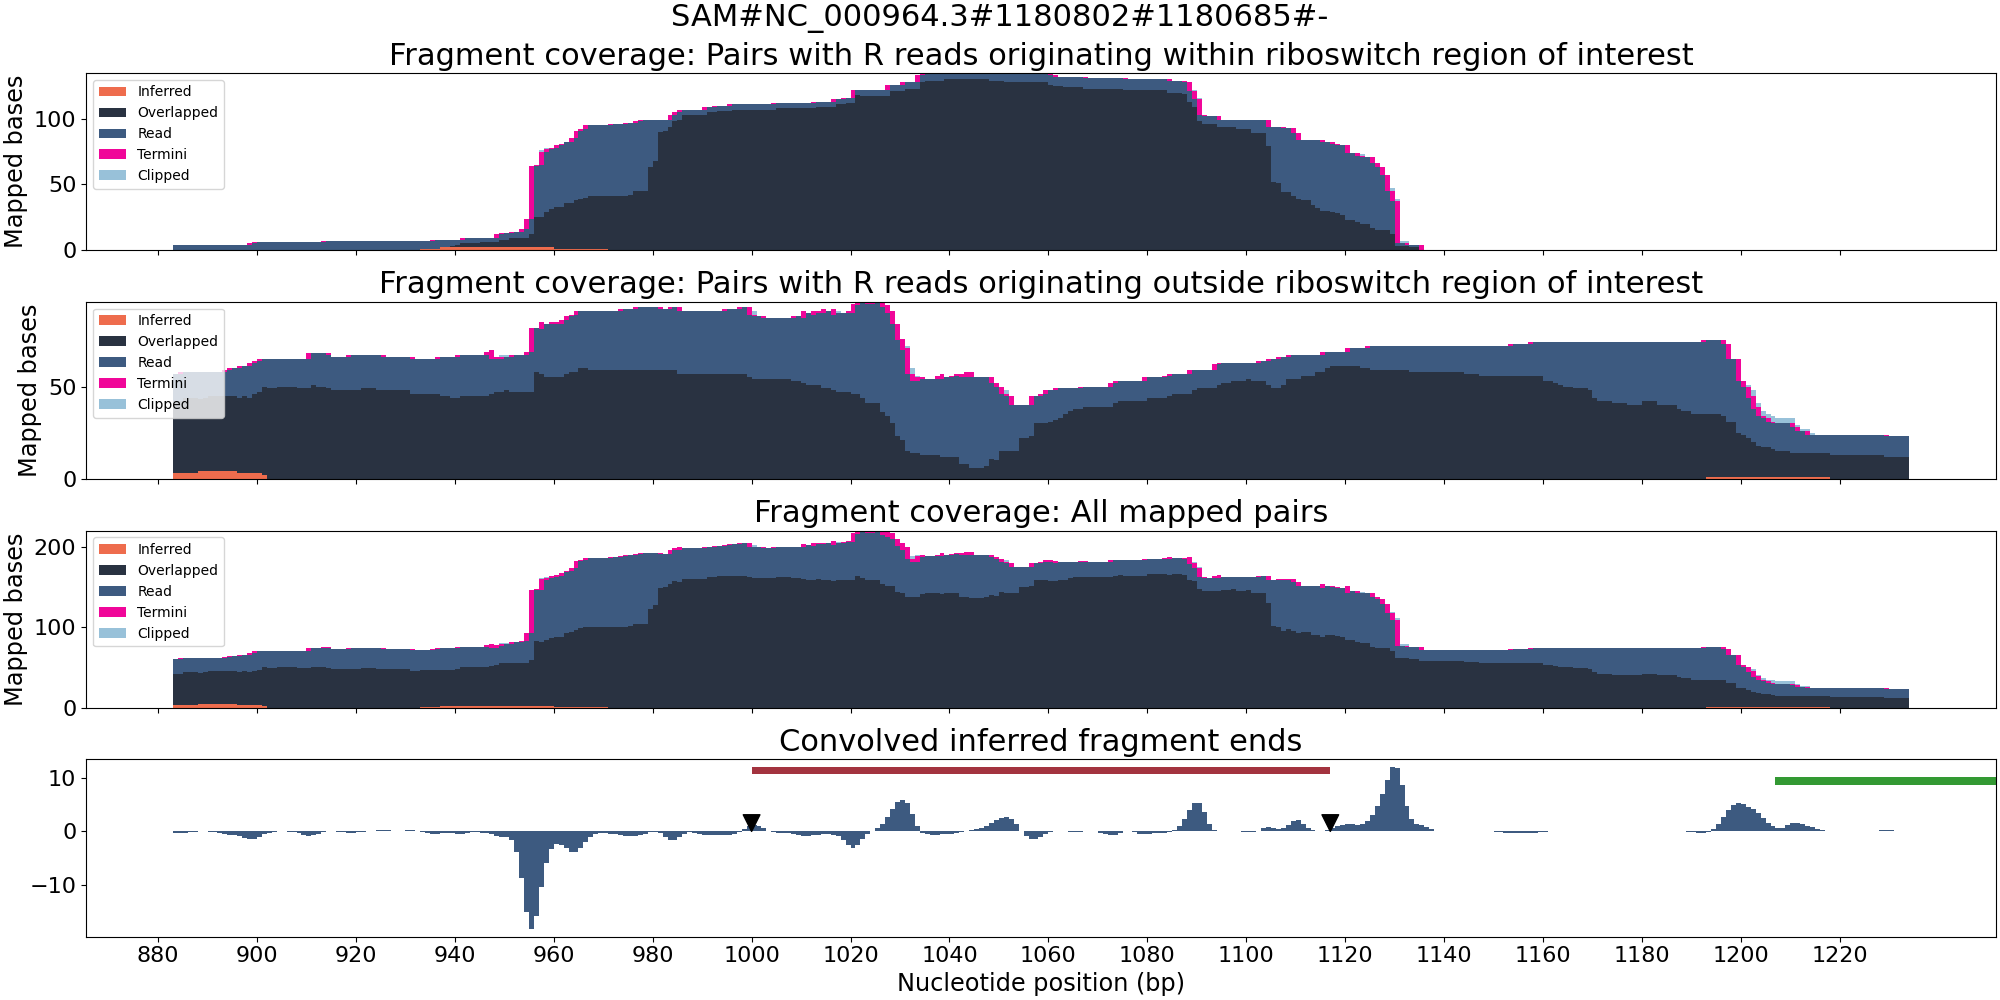 SAM#NC_000964.3#1180802#1180685#-
Fragment coverage: Pairs with R reads originating within riboswitch region of interest
Mapped bases
100
50
0
Inferred
Overlapped
Read
Termini
Clipped
Fragment coverage: Pairs with R reads originating outside riboswitch region of interest
Mapped bases
50
0
Inferred
Overlapped
Read
Termini
Clipped
Fragment coverage: All mapped pairs
Mapped bases
200
100
0
Inferred
Overlapped
Read
Termini
Clipped
Convolved inferred fragment ends
10
0
−10
880 900 920 940 960 980 1000 1020 1040 1060 1080 1100 1120 1140 1160 1180 1200 1220
Nucleotide position (bp)